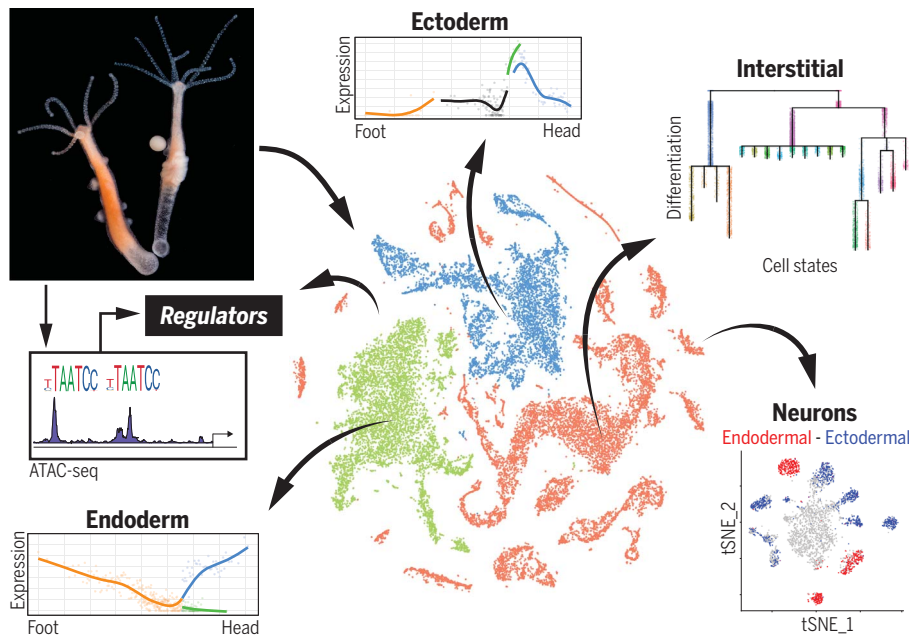 Ectoderm
Expression
Foot
Head
Interstitial
Differentiation
Cell states
Regulators
TAATCC TAATCC
ATAC-seq
Neurons
Endodermal - Ectodermal
tSNE_2
tSNE_1
Endoderm
Expression
Foot
Head